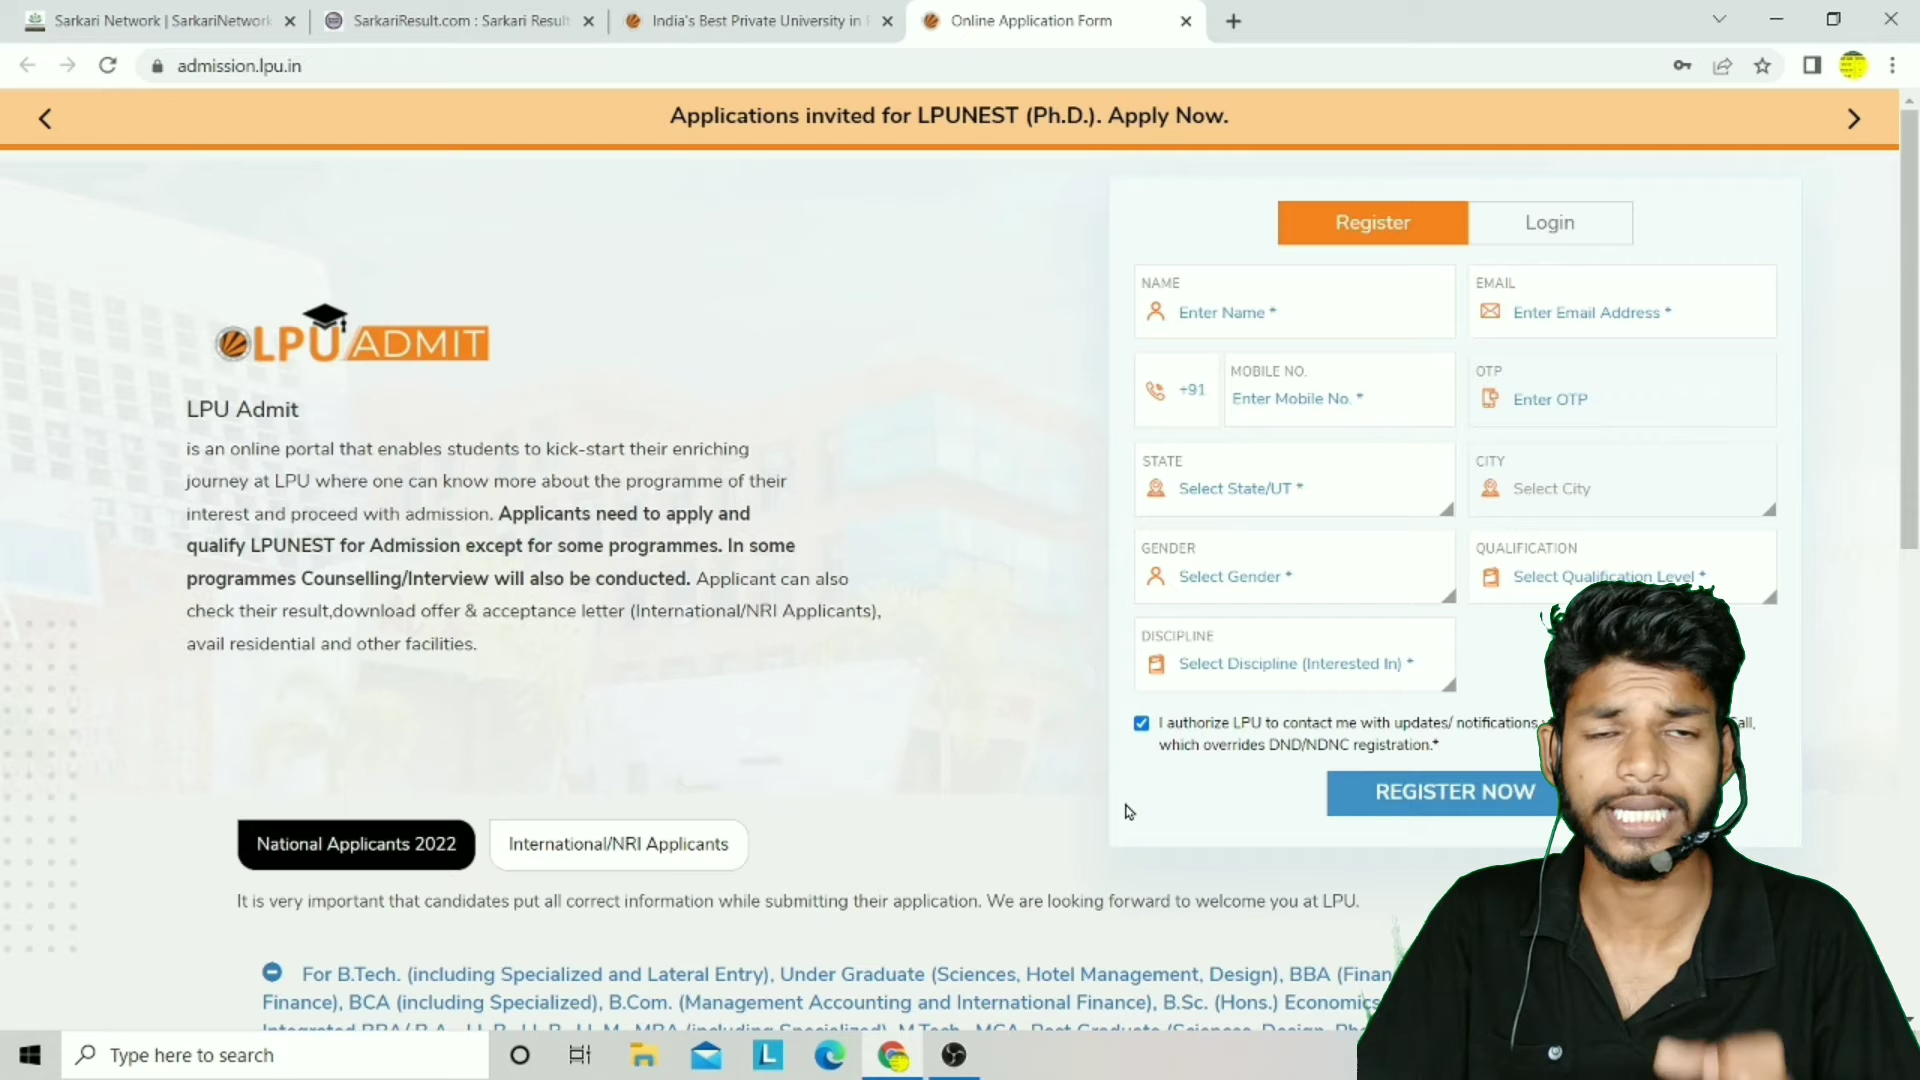 Sarkari Network | SarkariNetwork
SarkariResult.com : Sarkari Result
India's Best Private University in
Online Application Form
admission.lpu.in
Applications invited for LPUNEST (Ph.D.). Apply Now.
Register
Login
NAME
Enter Name *
EMAIL
Enter Email Address *
+91
MOBILE NO.
Enter Mobile No. *
OTP
Enter OTP
STATE
Select State/UT *
CITY
Select City
GENDER
Select Gender *
QUALIFICATION
Select Qualification Level *
DISCIPLINE
Select Discipline (Interested In) *
I authorize LPU to contact me with updates/ notifications
which overrides DND/NDNC registration.*
REGISTER NOW
LPU ADMIT
LPU Admit
is an online portal that enables students to kick-start their enriching
journey at LPU where one can know more about the programme of their
interest and proceed with admission. Applicants need to apply and
qualify LPUNEST for Admission except for some programmes. In some
programmes Counselling/Interview will also be conducted. Applicant can also
check their result,download offer & acceptance letter (International/NRI Applicants),
avail residential and other facilities.
National Applicants 2022
International/NRI Applicants
It is very important that candidates put all correct information while submitting their application. We are looking forward to welcome you at LPU.
For B.Tech. (including Specialized and Lateral Entry), Under Graduate (Sciences, Hotel Management, Design), BBA (Finan
Finance), BCA (including Specialized), B.Com. (Management Accounting and International Finance), B.Sc. (Hons.) Economics
Type here to search